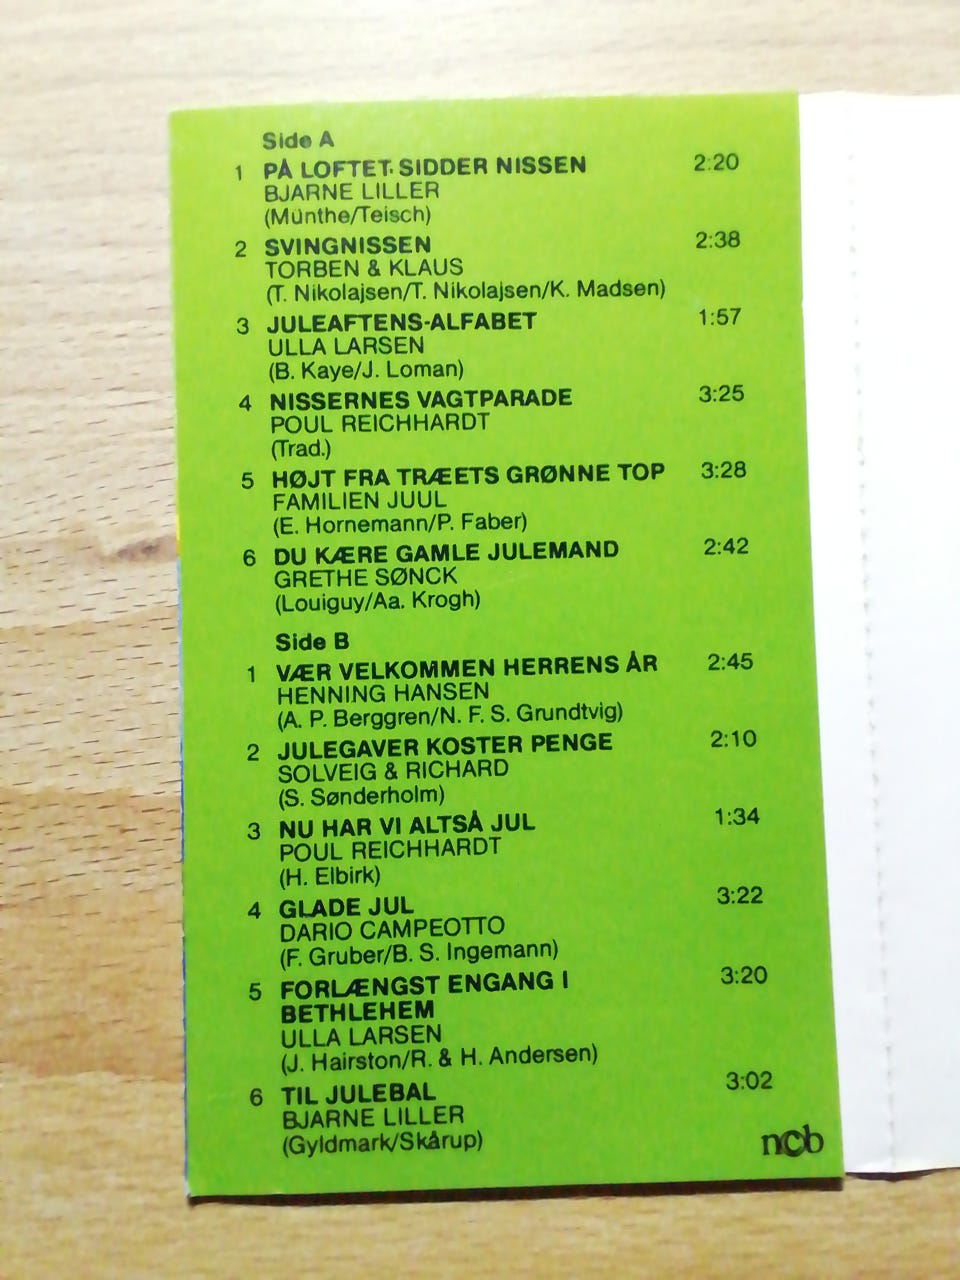 Side A
1 PÅ LOFTET SIDDER NISSEN 2:20
BJARNE LILLER
(Münthe/Teisch)
2 SVINGNISSEN 2:38
TORBEN & KLAUS
(T. Nikolajsen/T. Nikolajsen/K. Madsen)
3 JULEAFTENS-ALFABET 1:57
ULLA LARSEN
(B. Kaye/J. Loman)
4 NISSERNES VAGTPARADE 3:25
POUL REICHHARDT
(Trad.)
5 HØJT FRA TRÆETS GRØNNE TOP 3:28
FAMILIEN JUUL
(E. Hornemann/P. Faber)
6 DU KÆRE GAMLE JULEMAND 2:42
GRETHE SØNCK
(Louiguy/Aa. Krogh)
Side B
1 VÆR VELKOMMEN HERRENS ÅR 2:45
HENNING HANSEN
(A. P. Berggren/N. F. S. Grundtvig)
2 JULEGAVER KOSTER PENGE 2:10
SOLVEIG & RICHARD
(S. Sønderholm)
3 NU HAR VI ALTSÅ JUL 1:34
POUL REICHHARDT
(H. Elbirk)
4 GLADE JUL 3:22
DARIO CAMPEOTTO
(F. Gruber/B. S. Ingemann)
5 FORLÆNGST ENGANG I 3:20
BETHLEHEM
ULLA LARSEN
(J. Hairston/R. & H. Andersen)
6 TIL JULEBAL 3:02
BJARNE LILLER
(Gyldmark/Skårup)
ncb